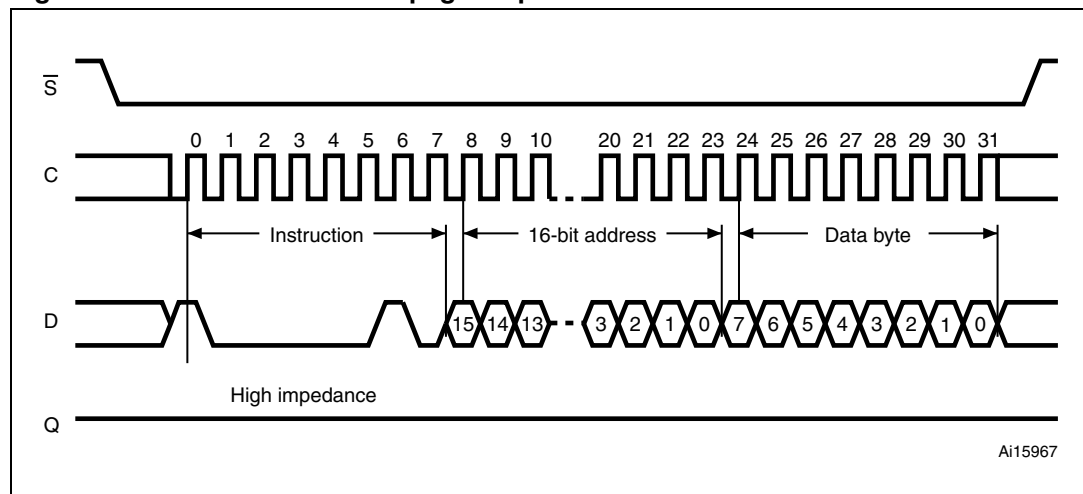 S
0 1 2 3 4 5 6 7 8 9 10 20 21 22 23 24 25 26 27 28 29 30 31
C
Instruction 16-bit address Data byte
D
15 14 13 3 2 1 0 7 6 5 4 3 2 1 0
High impedance
Q
Ai15967